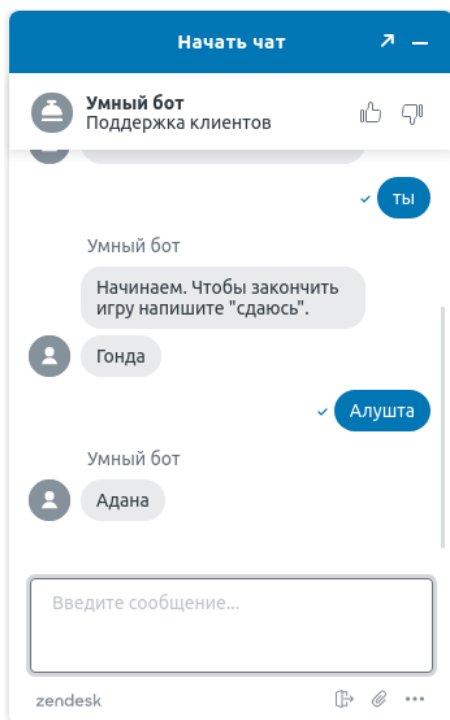 Начать чат
Умный бот
Поддержка клиентов
ты
Умный бот
Начинаем. Чтобы закончить
игру напишите "сдаюсь".
Гонда
Алушта
Умный бот
Адана
Введите сообщение...
zendesk